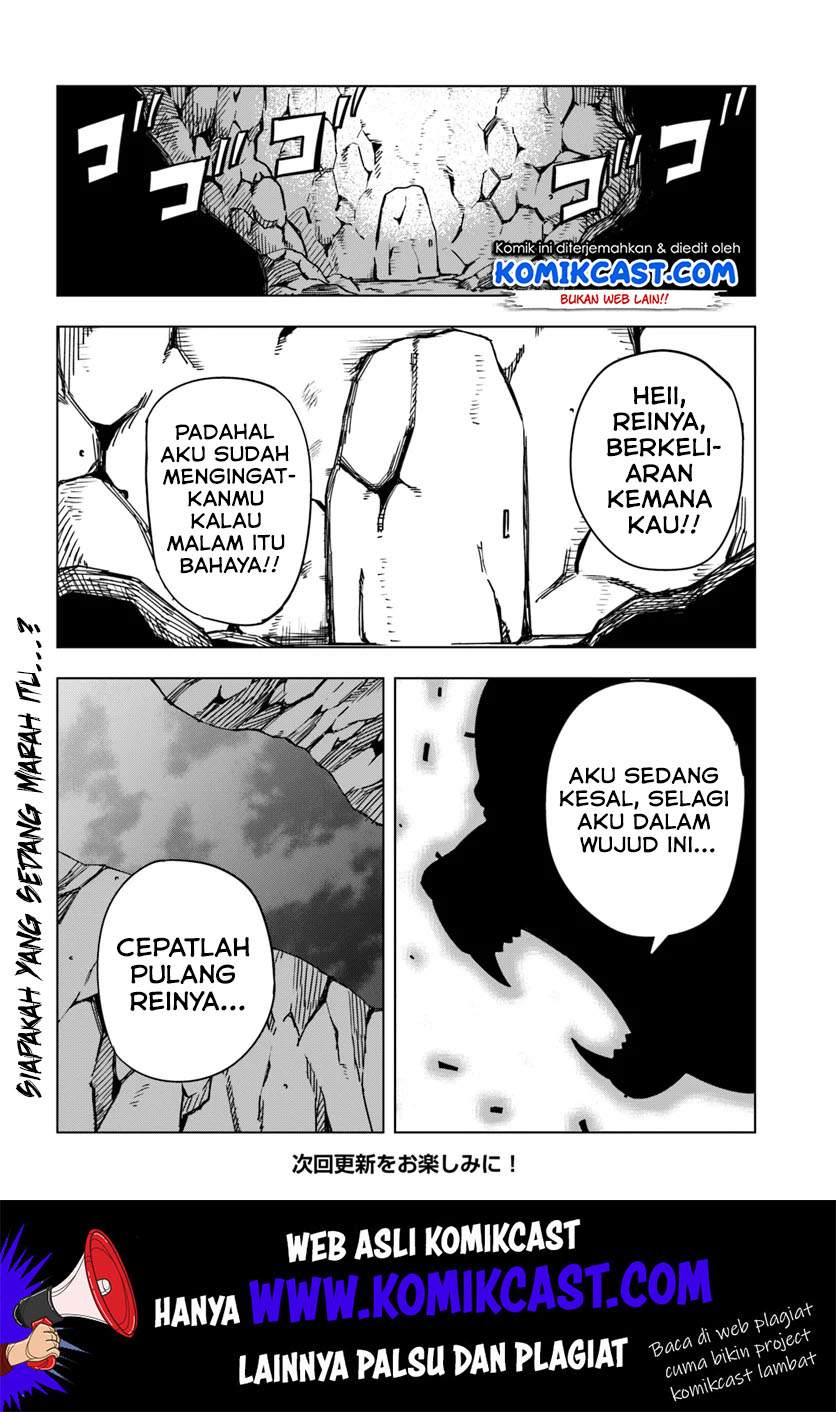 ゴ ゴ ゴ ゴ
Komik ini diterjemahkan & diedit oleh
KOMIKCAST.COM
BUKAN WEB LAIN!!
HEII,
REINYA,
BERKELI-
ARAN
KEMANA
KAU!!
PADAHAL
AKU SUDAH
MENGINGAT-
KANMU
KALAU
MALAM ITU
BAHAYA!!
AKU SEDANG
KESAL, SELAGI
AKU DALAM
WUJUD INI...
CEPATLAH
PULANG
REINYA...
SIAPAKAH YANG SEDANG MARAH ITU...?
次回更新をお楽しみに！
WEB ASLI KOMIKCAST
HANYA WWW.KOMIKCAST.COM
LAINNYA PALSU DAN PLAGIAT
Baca di web plagiat
cuma bikin project
komikcast lambat